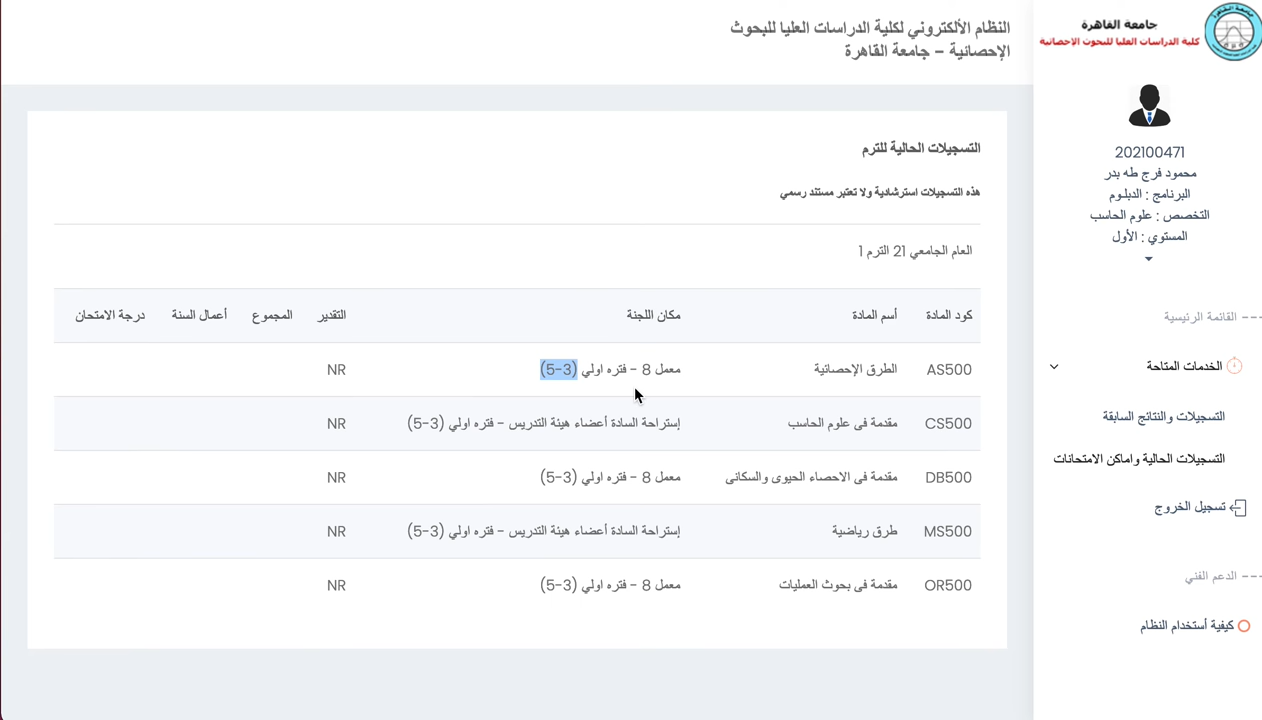 جامعة القاهرة
كلية الدراسات العليا للبحوث الاحصائية
202100471
محمود فرج طه بدر
البرنامج : الدبلوم
التخصص : علوم الحاسب
المستوي : الأول
--- القائمة الرئيسية
الخدمات المتاحة
التسجيلات والنتائج السابقة
التسجيلات الحالية واماكن الامتحانات
تسجيل الخروج
--- الدعم الفني
كيفية أستخدام النظام
النظام الألكتروني لكلية الدراسات العليا للبحوث
الإحصائية – جامعة القاهرة
التسجيلات الحالية للترم
هذه التسجيلات استرشادية ولا تعتبر مستند رسمي
العام الجامعي 21 الترم 1
كود المادة أسم المادة مكان اللجنة التقدير المجموع أعمال السنة درجة الامتحان
AS500 الطرق الإحصائية معمل 8 - فتره اولي (3-5) NR
CS500 مقدمة فى علوم الحاسب إستراحة السادة أعضاء هيئة التدريس - فتره اولي (3-5) NR
DB500 مقدمة فى الاحصاء الحيوى والسكانى معمل 8 - فتره اولي (3-5) NR
MS500 طرق رياضية إستراحة السادة أعضاء هيئة التدريس - فتره اولي (3-5) NR
OR500 مقدمة فى بحوث العمليات معمل 8 - فتره اولي (3-5) NR